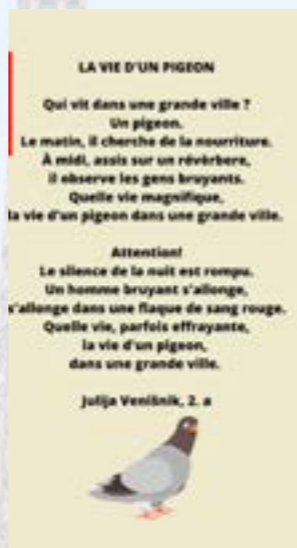 LA VIE D'UN PIGEON
Qui vit dans une grande ville ?
Un pigeon.
Le matin, il cherche de la nourriture.
À midi, assis sur un révèrbere,
il observe les gens bruyants.
Quelle vie magnifique,
la vie d'un pigeon dans une grande ville.
Attention!
Le silence de la nuit est rompu.
Un homme bruyant s'allonge,
s'allonge dans une flaque de sang rouge.
Quelle vie, parfois effrayante,
la vie d'un pigeon,
dans une grande ville.
Julija Venišnik, 2. a